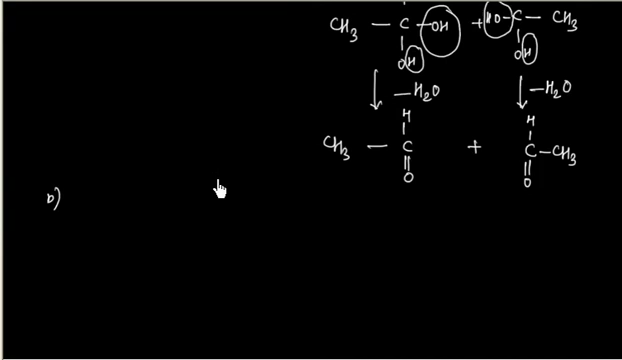 CH3 — C — OH + HO — C — CH3
OH OH
— H2O — H2O
H H
CH3 — C + C — CH3
O O
b)